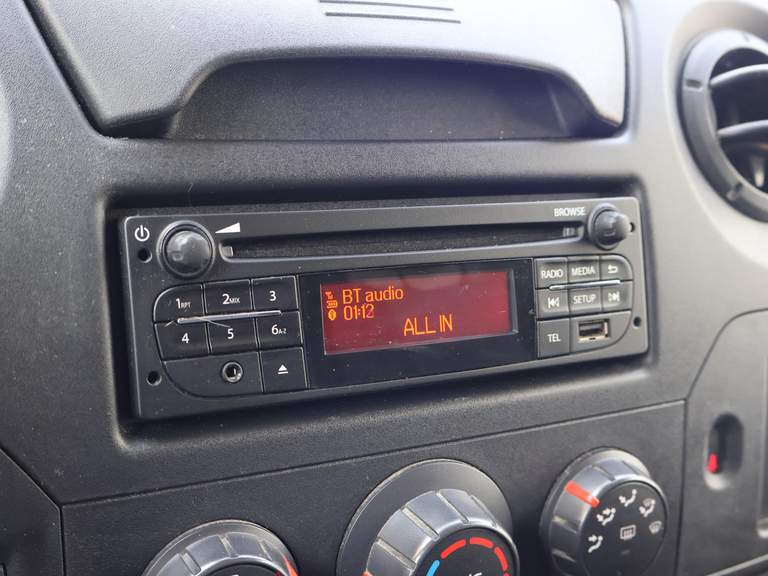 BROWSE
1RPT 2MIX 3
4 5 6A-Z
BT audio
01:12
ALL IN
RADIO MEDIA
SETUP
TEL